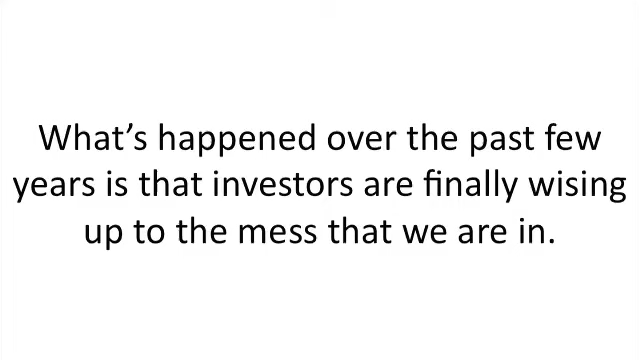 What’s happened over the past few
years is that investors are finally wising
up to the mess that we are in.